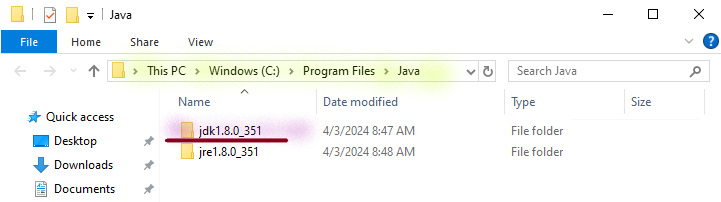 Java
File Home Share View
This PC Windows (C:) Program Files Java Search Java
Name Date modified Type
Quick access
jdk1.8.0_351 4/3/2024 8:47 AM File folder
Desktop
jre1.8.0_351 4/3/2024 8:48 AM File folder
Downloads
Documents